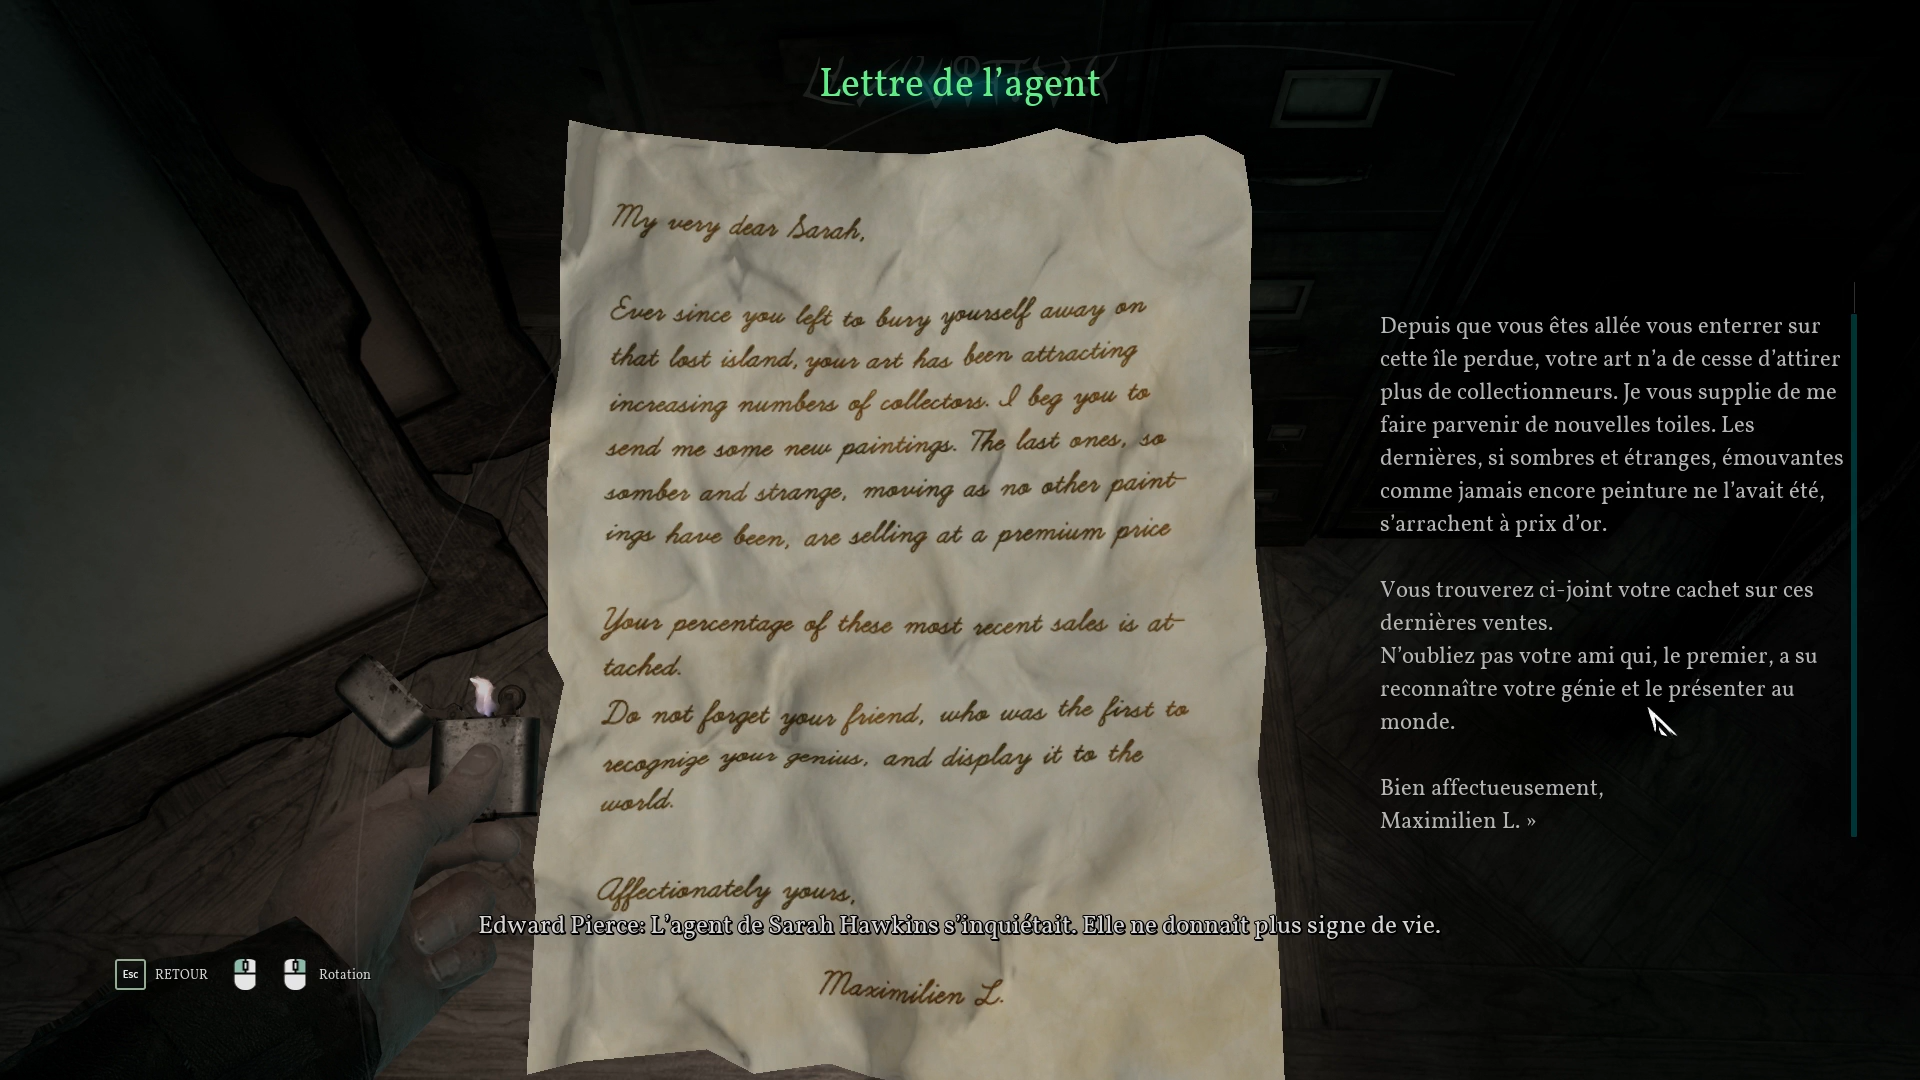 Lettre de l’agent
My very dear Sarah,
Ever since you left to bury yourself away on
that lost island, your art has been attracting
increasing numbers of collectors. I beg you to
send me some new paintings. The last ones, so
somber and strange, moving as no other paint-
ings have been, are selling at a premium price
Your percentage of these most recent sales is at-
tached.
Do not forget your friend, who was the first to
recognize your genius, and display it to the
world.
Affectionately yours,
Maximilien L.
Depuis que vous êtes allée vous enterrer sur
cette île perdue, votre art n’a de cesse d’attirer
plus de collectionneurs. Je vous supplie de me
faire parvenir de nouvelles toiles. Les
dernières, si sombres et étranges, émouvantes
comme jamais encore peinture ne l’avait été,
s’arrachent à prix d’or.
Vous trouverez ci-joint votre cachet sur ces
dernières ventes.
N’oubliez pas votre ami qui, le premier, a su
reconnaître votre génie et le présenter au
monde.
Bien affectueusement,
Maximilien L. »
Edward Pierce: L’agent de Sarah Hawkins s’inquiétait. Elle ne donnait plus signe de vie.
Esc RETOUR Rotation